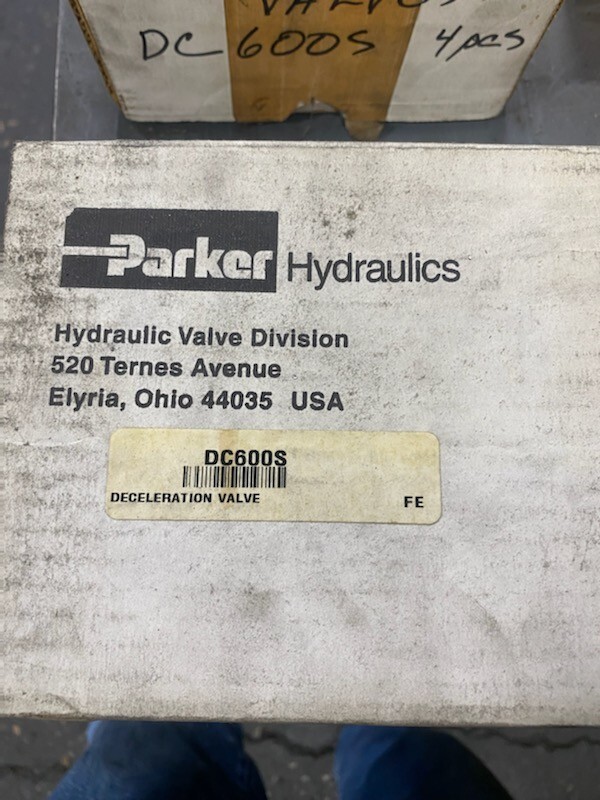 VALVES
DC 600S 4pcs
Parker Hydraulics
Hydraulic Valve Division
520 Ternes Avenue
Elyria, Ohio 44035 USA
DC600S
DECELERATION VALVE FE